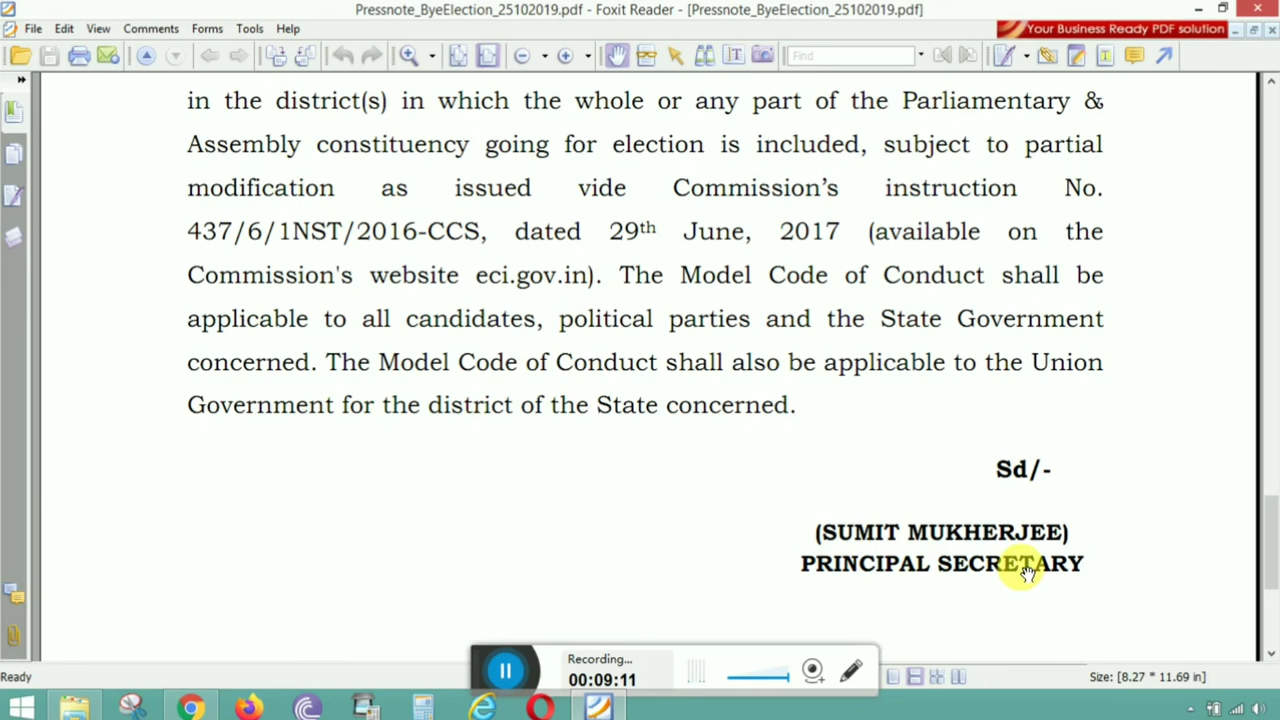 Pressnote_ByeElection_25102019.pdf - Foxit Reader - [Pressnote_ByeElection_25102019.pdf]
File Edit View Comments Forms Tools Help
Your Business Ready PDF solution
Find
in the district(s) in which the whole or any part of the Parliamentary &
Assembly constituency going for election is included, subject to partial
modification as issued vide Commission's instruction No.
437/6/1NST/2016-CCS, dated 29th June, 2017 (available on the
Commission's website eci.gov.in). The Model Code of Conduct shall be
applicable to all candidates, political parties and the State Government
concerned. The Model Code of Conduct shall also be applicable to the Union
Government for the district of the State concerned.
Sd/-
(SUMIT MUKHERJEE)
PRINCIPAL SECRETARY
Recording...
00:09:11
Ready
Size: [8.27 * 11.69 in]